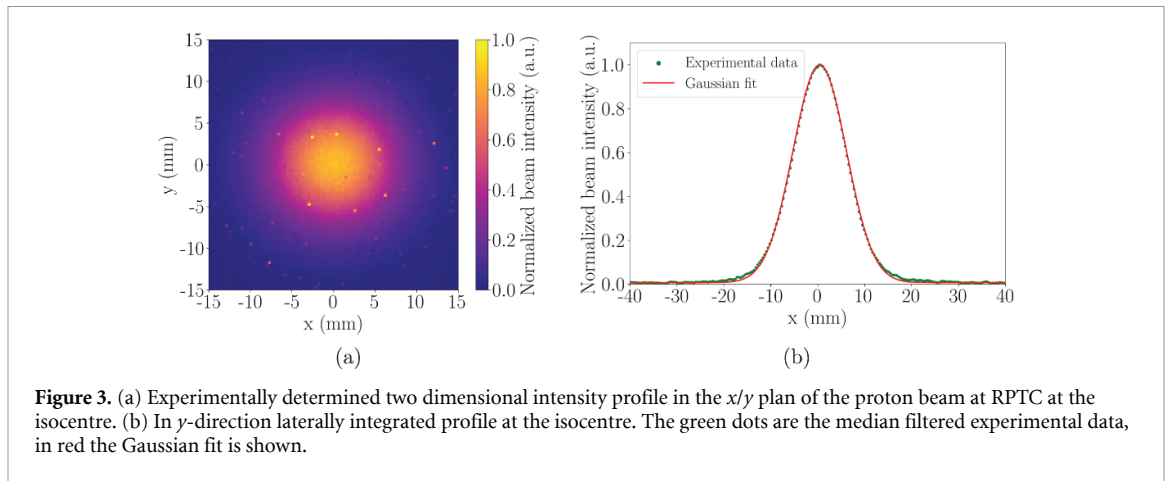 15
10
5
0
-5
-10
-15
-15 -10 -5 0 5 10 15
y (mm)
x (mm)
1.0
0.8
0.6
0.4
0.2
0.0
Normalized beam intensity (a.u.)
(a)
Normalized beam intensity (a.u.)
1.0
0.8
0.6
0.4
0.2
0.0
-40 -30 -20 -10 0 10 20 30 40
x (mm)
Experimental data
Gaussian fit
(b)
Figure 3. (a) Experimentally determined two dimensional intensity profile in the x/y plan of the proton beam at RPTC at the
isocentre. (b) In y-direction laterally integrated profile at the isocentre. The green dots are the median filtered experimental data,
in red the Gaussian fit is shown.